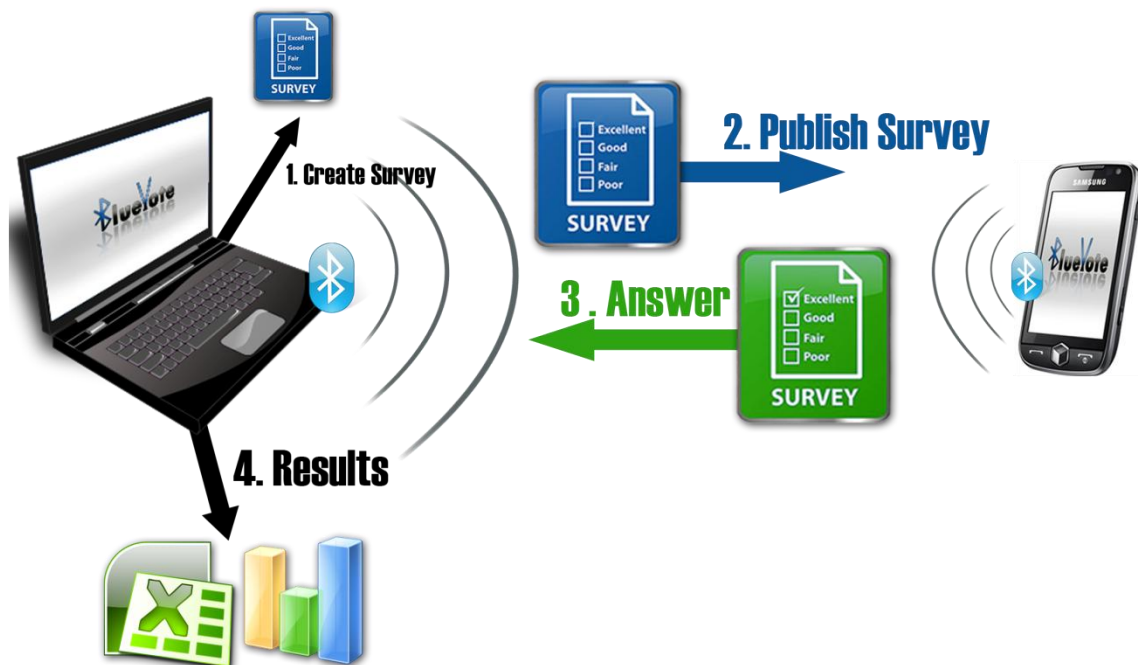 Excellent
Good
Fair
Poor
SURVEY
1. Create Survey
BlueVote
Excellent
Good
Fair
Poor
SURVEY
2. Publish Survey
SAMSUNG
BlueVote
3 . Answer
Excellent
Good
Fair
Poor
SURVEY
4. Results
X